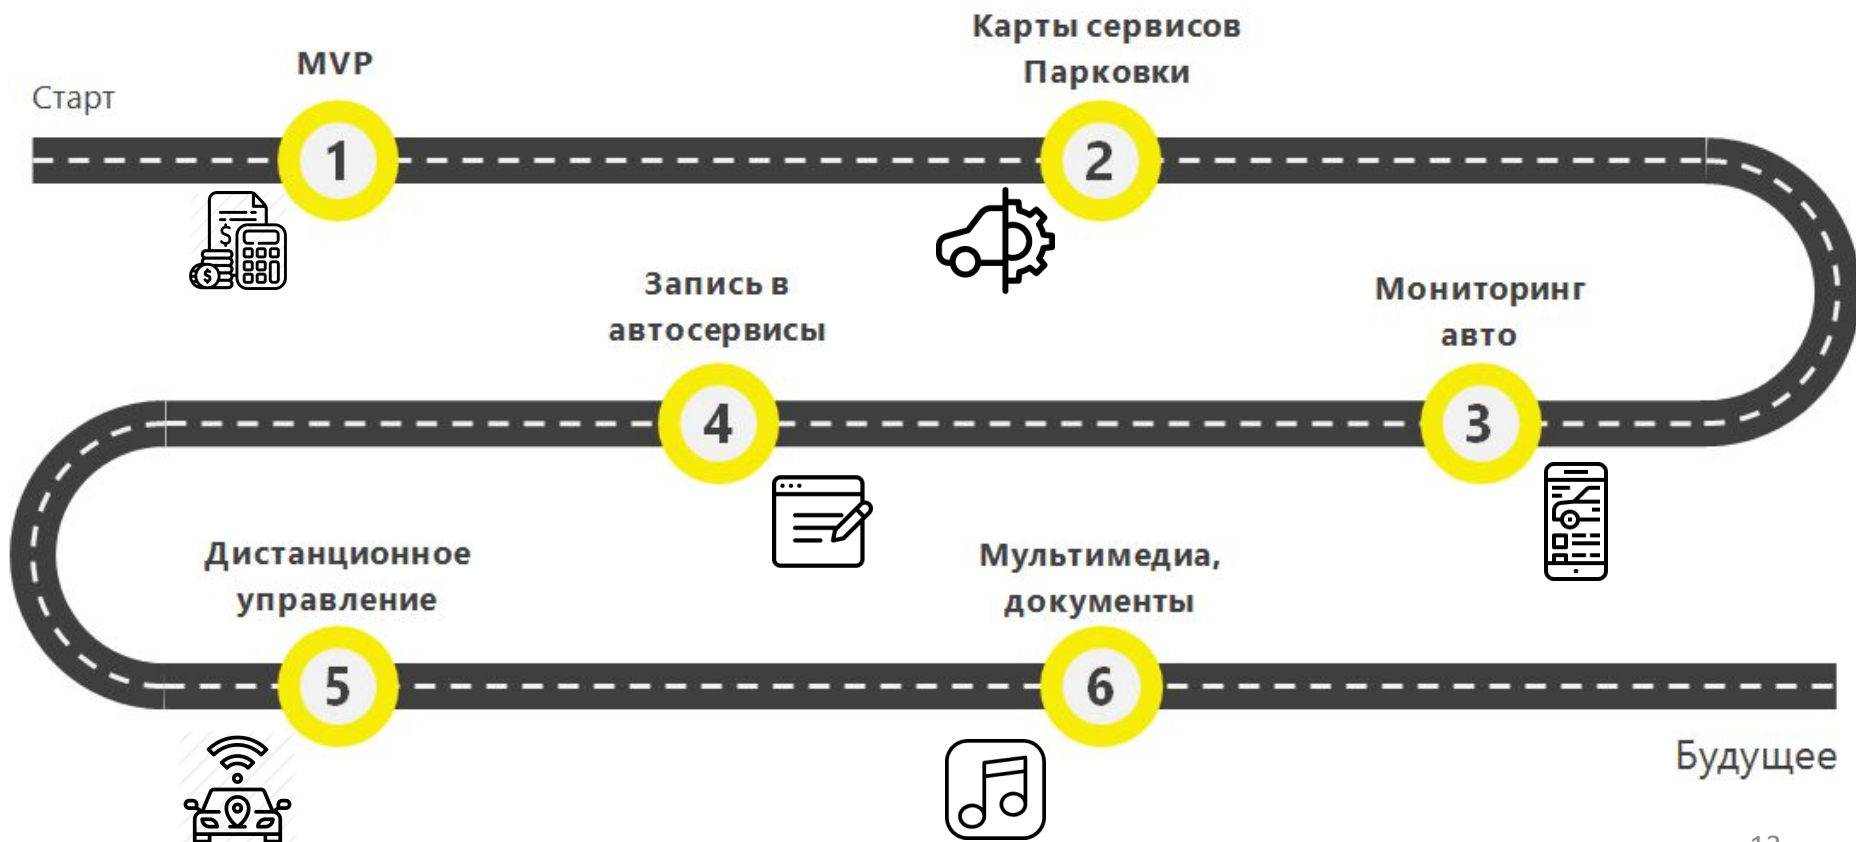 Старт
MVP
1
Карты сервисов
Парковки
2
Мониторинг
авто
3
Запись в
автосервисы
4
Дистанционное
управление
5
Мультимедиа,
документы
6
Будущее